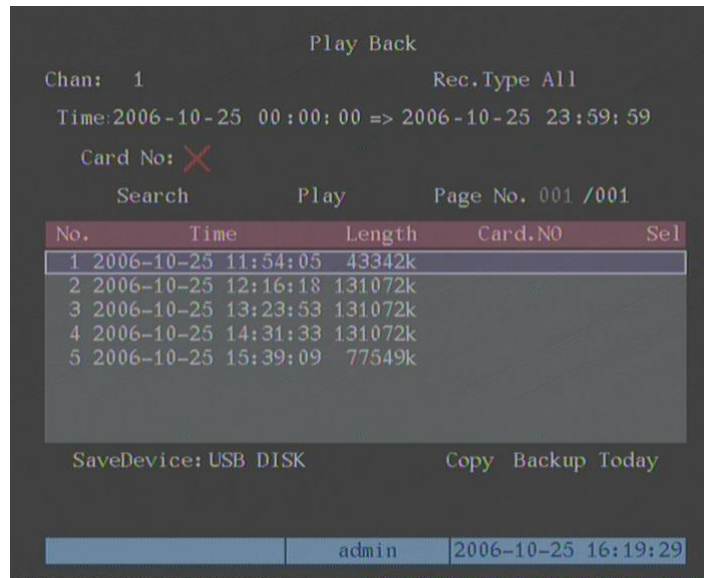 Play Back
Chan: 1 Rec.Type All
Time:2006-10-25 00:00:00 => 2006-10-25 23:59:59
Card No:
Search Play Page No. 001 /001
No. Time Length Card.NO Sel
1 2006-10-25 11:54:05 43342k
2 2006-10-25 12:16:18 131072k
3 2006-10-25 13:23:53 131072k
4 2006-10-25 14:31:33 131072k
5 2006-10-25 15:39:09 77549k
SaveDevice: USB DISK Copy Backup Today
admin 2006-10-25 16:19:29